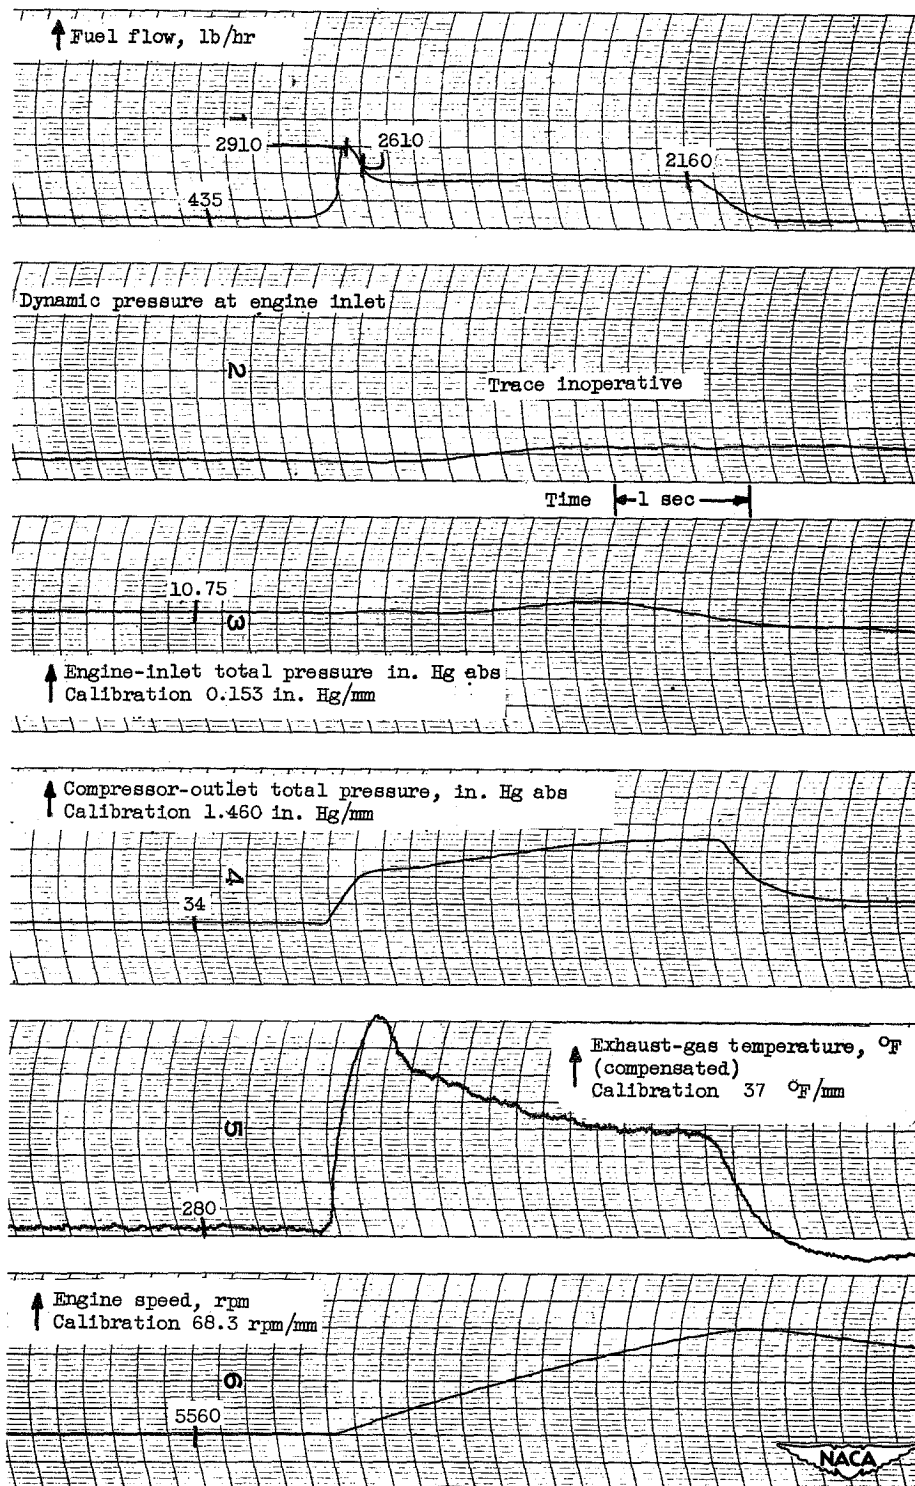 Fuel flow, lb/hr
1
2910
2610
2160
435
Dynamic pressure at engine inlet
2
Trace inoperative
Time 1 sec
10.75
3
Engine-inlet total pressure in. Hg abs
Calibration 0.153 in. Hg/mm
Compressor-outlet total pressure, in. Hg abs
Calibration 1.460 in. Hg/mm
4
34
Exhaust-gas temperature, °F
(compensated)
Calibration 37 °F/mm
5
280
Engine speed, rpm
Calibration 68.3 rpm/mm
6
5560
NACA